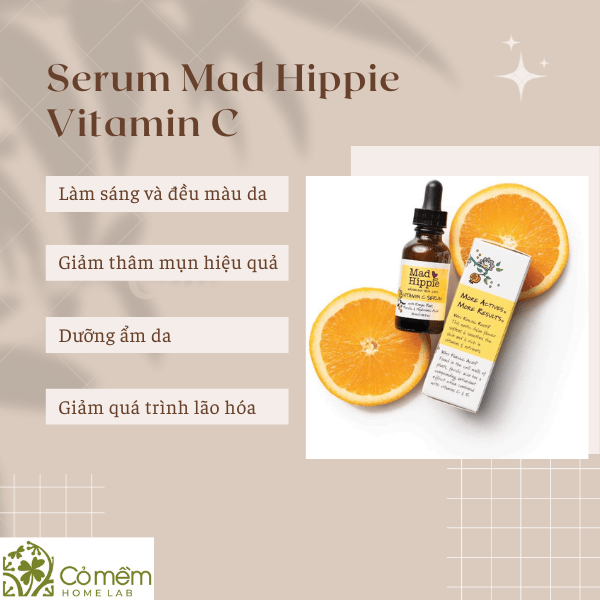 Serum Mad Hippie
Vitamin C
Làm sáng và đều màu da
Giảm thâm mụn hiệu quả
Dưỡng ẩm da
Giảm quá trình lão hóa
Mad
Hippie
VITAMIN C SERUM
MORE ACTIVES.
MORE RESULTS.
Cỏ mềm
HOME LAB